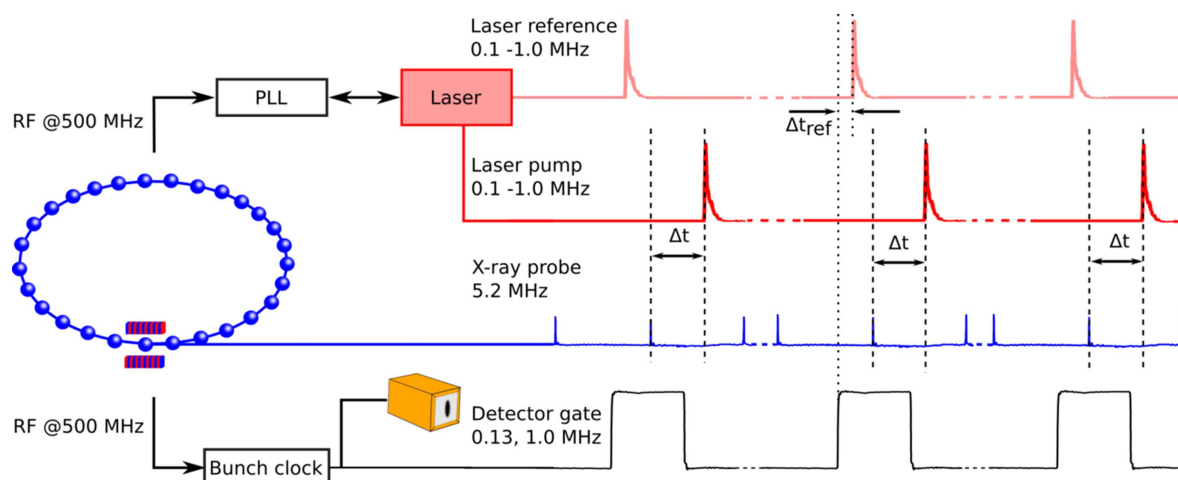 Laser reference
0.1 -1.0 MHz
PLL
Laser
RF @500 MHz
Δtref
Laser pump
0.1 -1.0 MHz
Δt
Δt
Δt
X-ray probe
5.2 MHz
RF @500 MHz
Detector gate
0.13, 1.0 MHz
Bunch clock